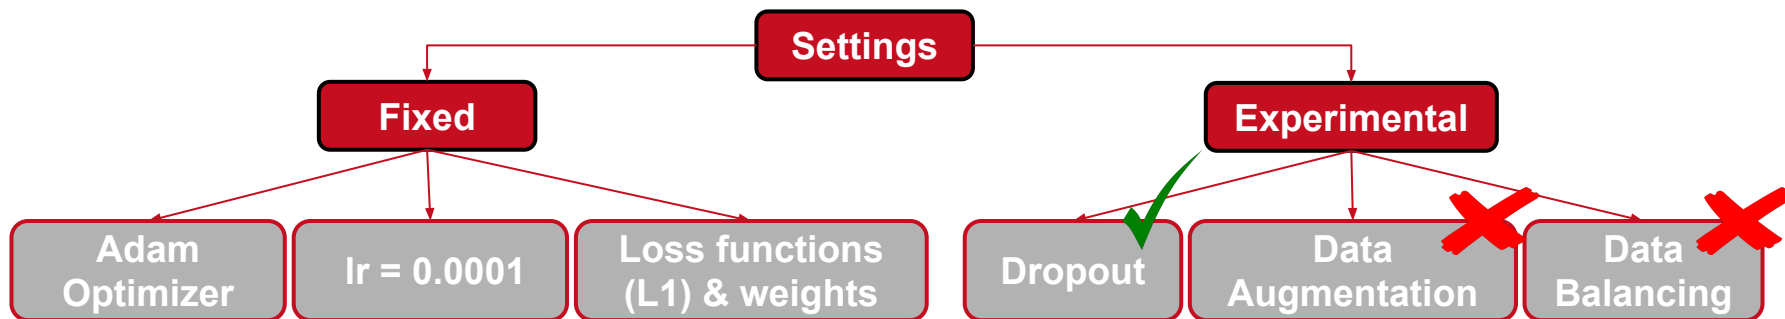 Settings
Fixed
Experimental
Adam
Optimizer
lr = 0.0001
Loss functions
(L1) & weights
Dropout
Data
Augmentation
Data
Balancing